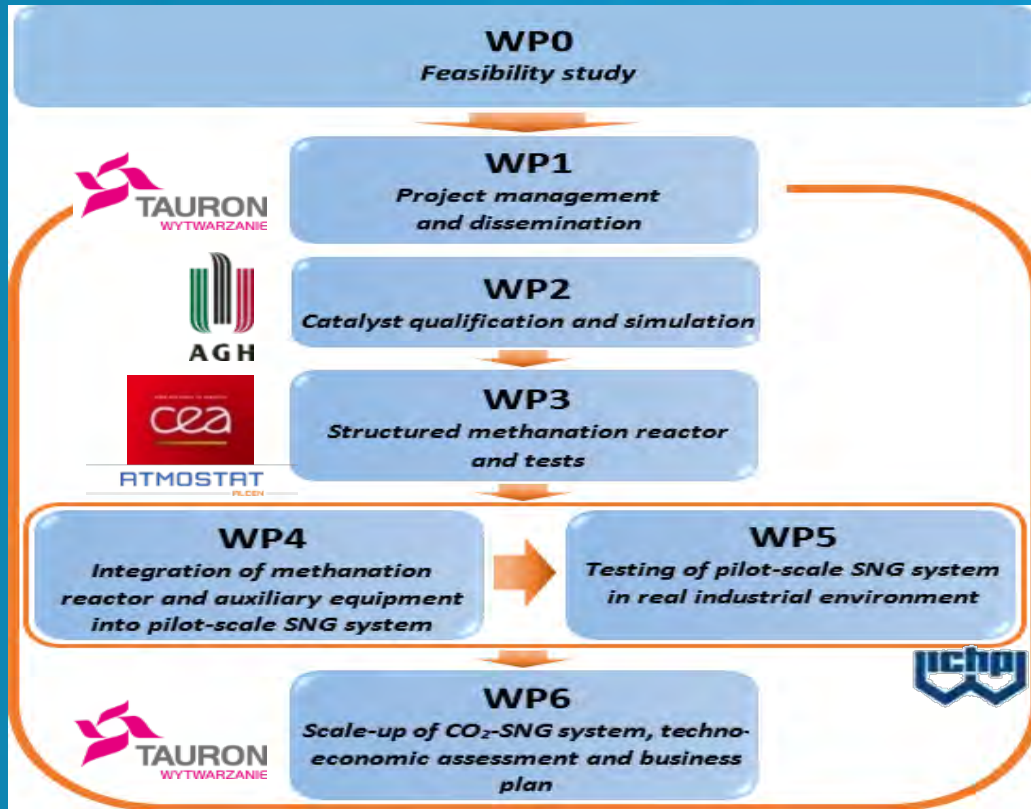 WP0
Feasibility study
TAURON
WYTWARZANIE
WP1
Project management
and dissemination
AGH
WP2
Catalyst qualification and simulation
cea
ATMOSTAT
ALCEN
WP3
Structured methanation reactor
and tests
WP4
Integration of methanation
reactor and auxiliary equipment
into pilot-scale SNG system
WP5
Testing of pilot-scale SNG system
in real industrial environment
ichpw
TAURON
WYTWARZANIE
WP6
Scale-up of CO₂-SNG system, techno-
economic assessment and business
plan